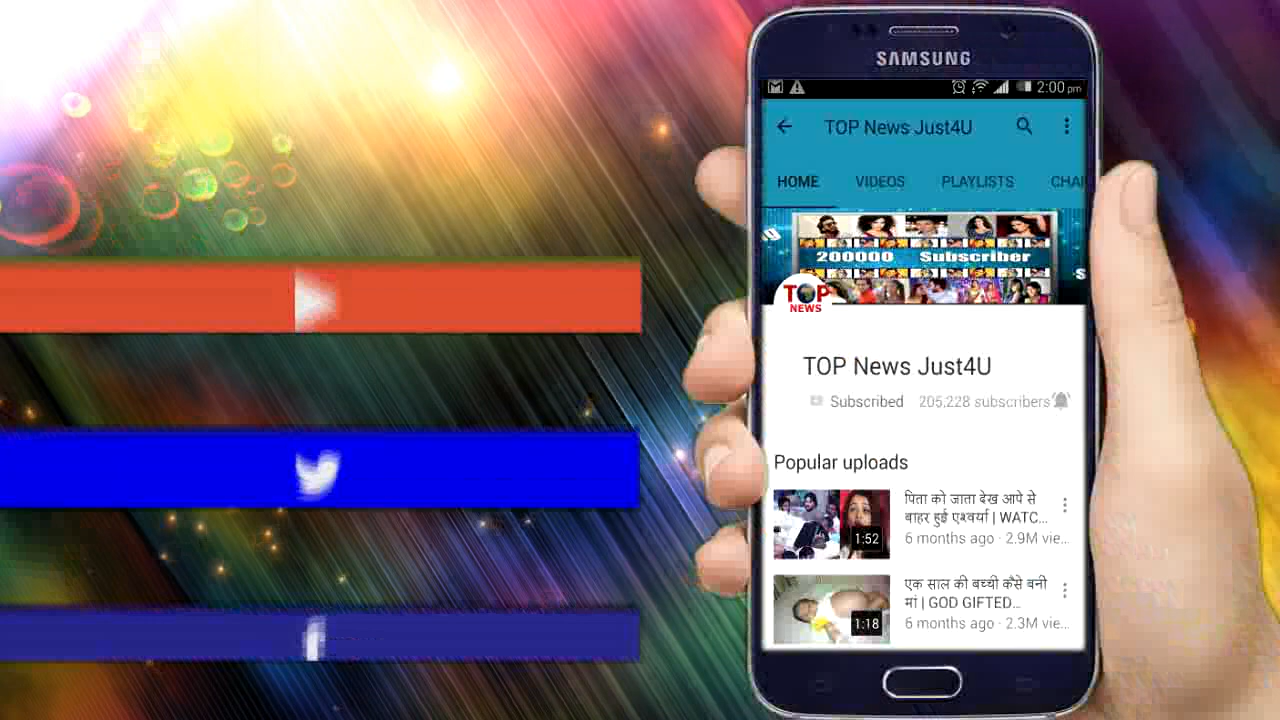 SAMSUNG
2:00 pm
TOP News Just4U
HOME VIDEOS PLAYLISTS CHA
200000 Subscriber
S
TOP
NEWS
TOP News Just4U
Subscribed 205,228 subscribers
Popular uploads
पिता को जाता देख आपे से
बाहर हुई एश्वर्या | WATC...
6 months ago · 2.9M vie...
1:52
एक साल की बच्ची कैसे बनी
मां | GOD GIFTED...
6 months ago · 2.3M vie...
1:18